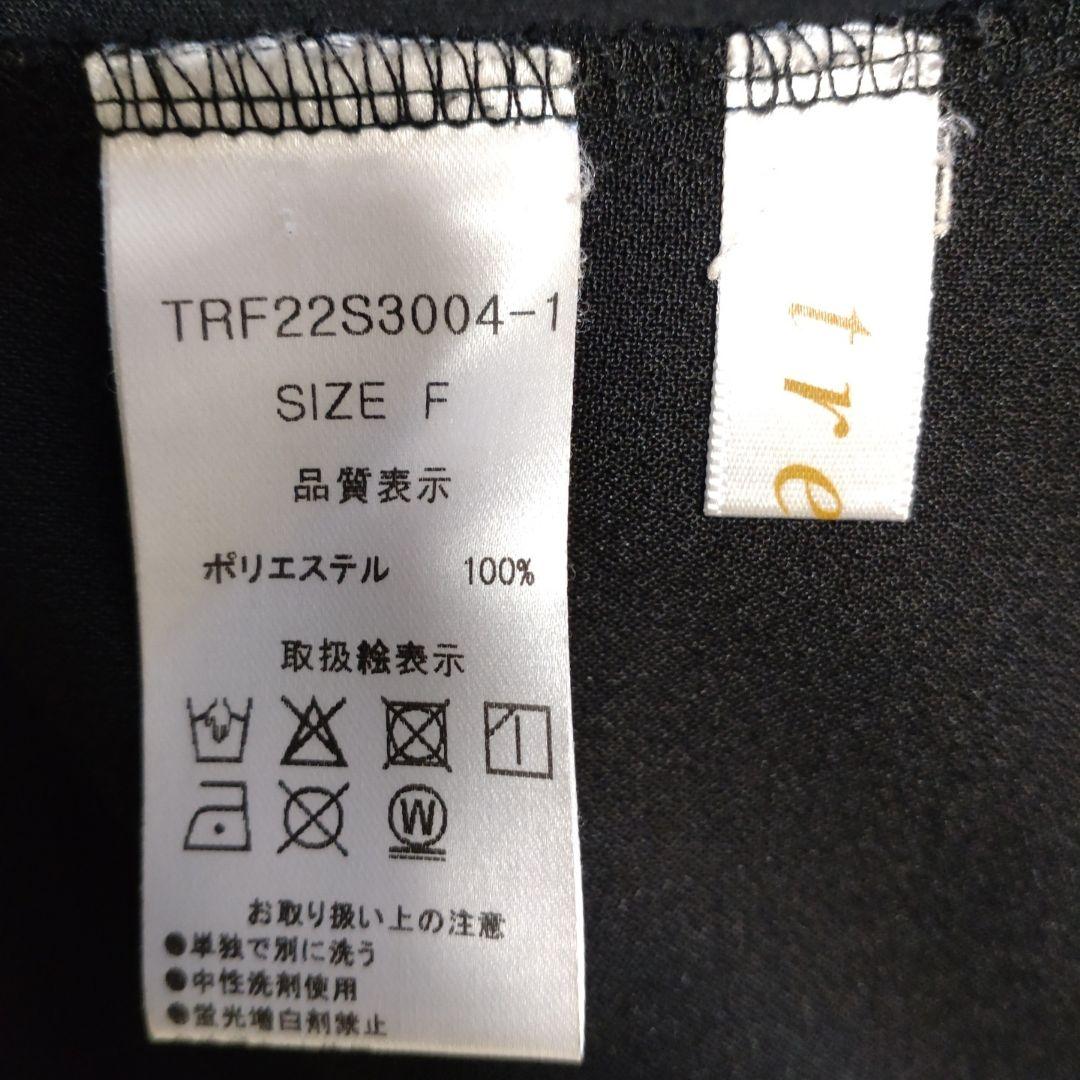 TRF22S3004-1
SIZE F
品質表示
ポリエステル 100%
取扱絵表示
W
お取り扱い上の注意
●単独で別に洗う
●中性洗剤使用
●蛍光増白剤禁止
tre